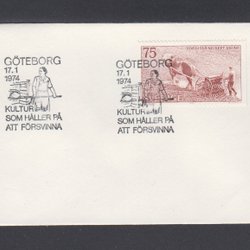 GÖTEBORG
17.1
1974
KULTUR
SOM HÅLLER PÅ
ATT FÖRSVINNA
GÖTEBORG
17.1
1974
KULTUR
SOM HÅLLER PÅ
ATT FÖRSVINNA
75